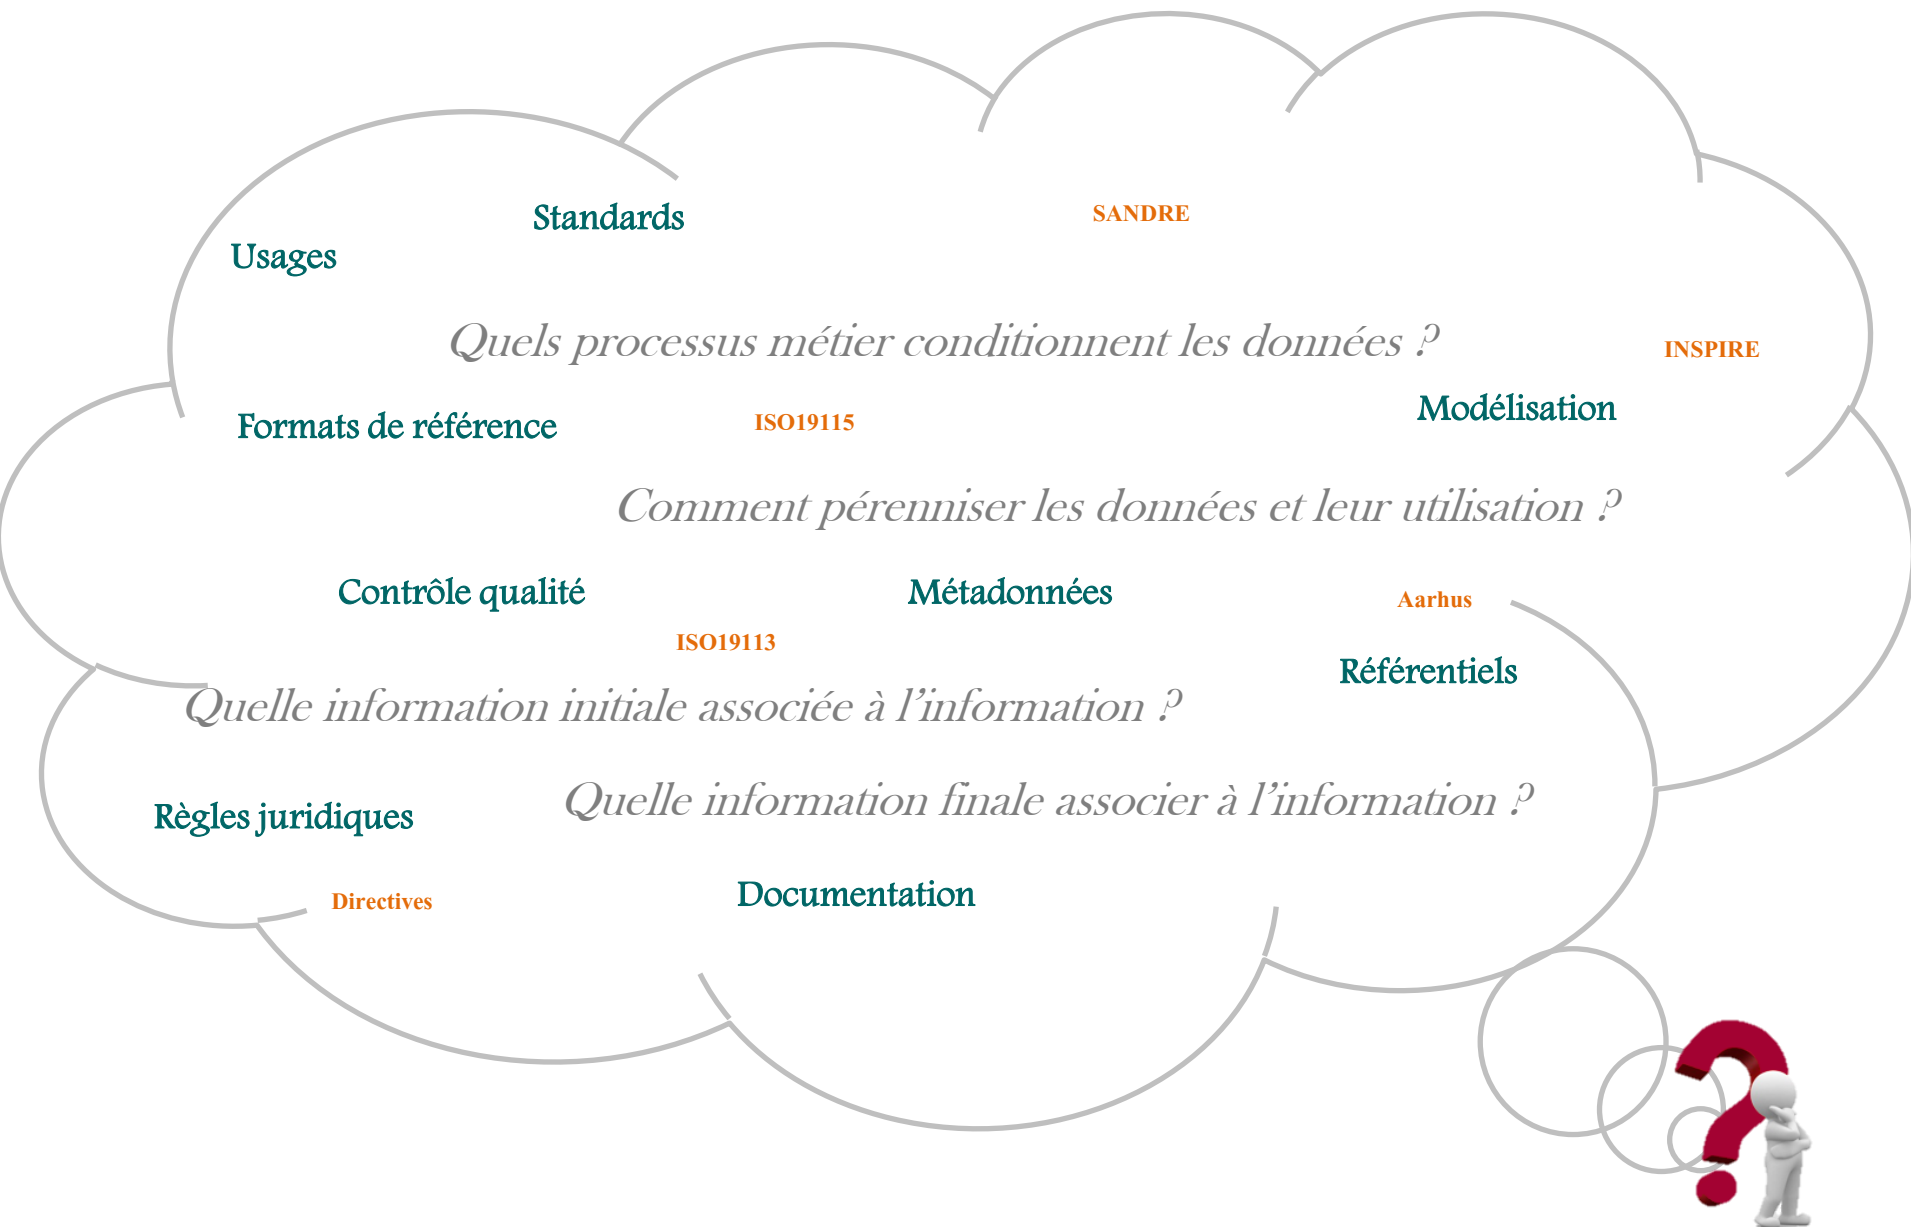 Standards
SANDRE
Usages
Quels processus métier conditionnent les données ?
INSPIRE
Modélisation
Formats de référence
ISO19115
Comment pérenniser les données et leur utilisation ?
Contrôle qualité
Métadonnées
Aarhus
ISO19113
Référentiels
Quelle information initiale associée à l'information ?
Quelle information finale associer à l'information ?
Règles juridiques
Documentation
Directives